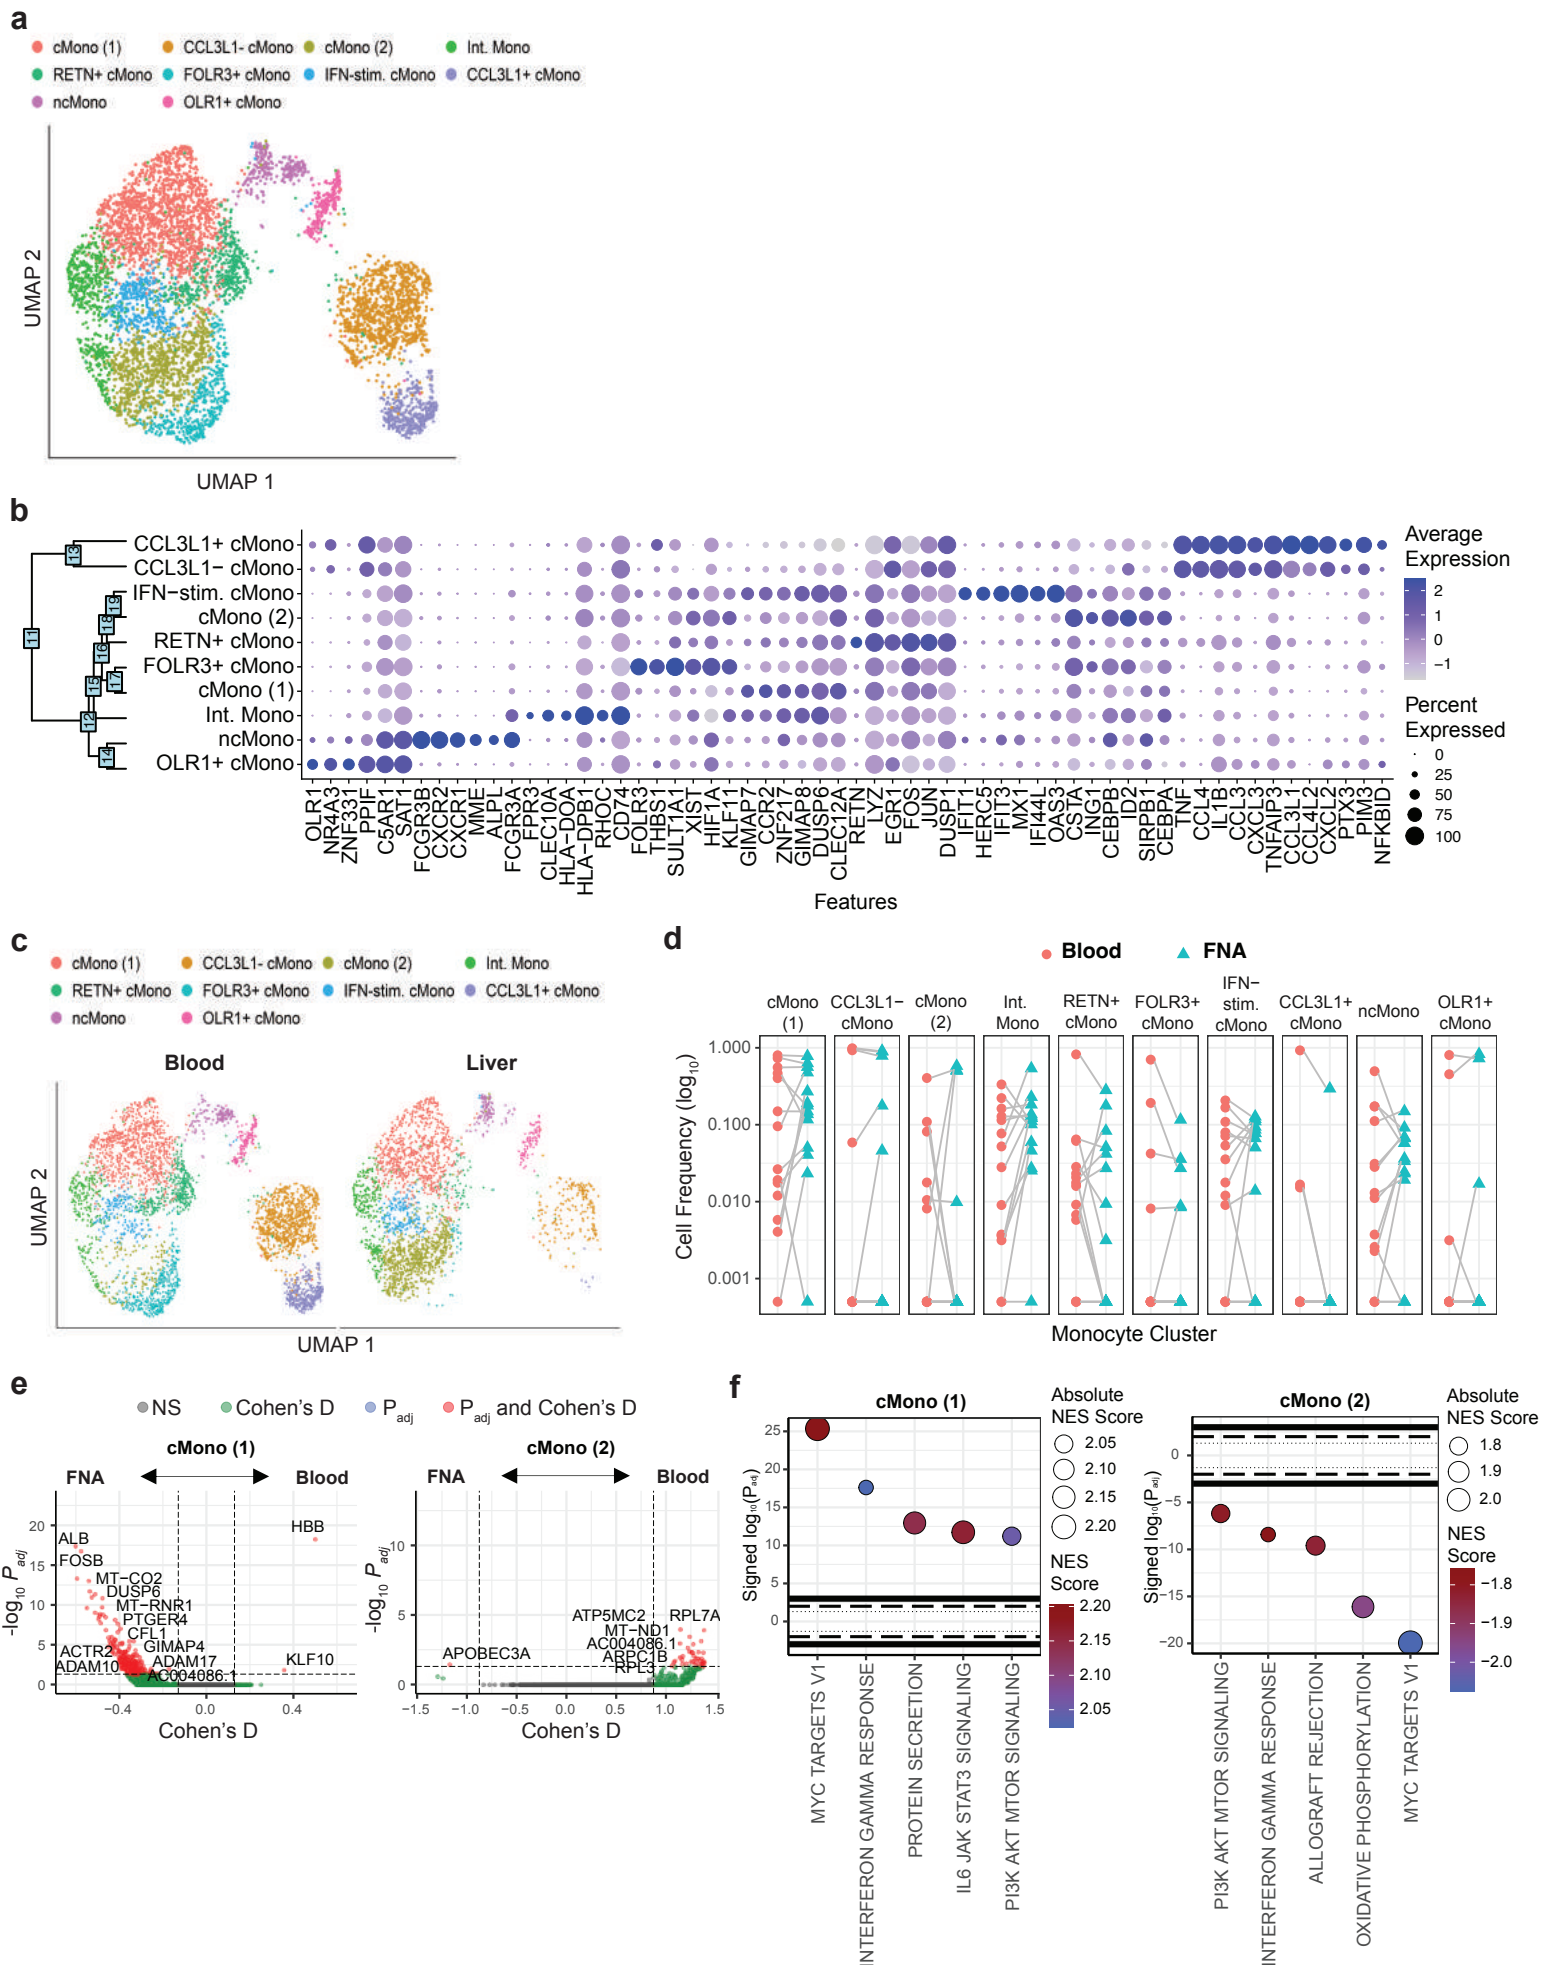 a
cMono (1)
CCL3L1- cMono
cMono (2)
Int. Mono
RETN+ cMono
FOLR3+ cMono
IFN-stim. cMono
CCL3L1+ cMono
ncMono
OLR1+ cMono
UMAP 2
UMAP 1
b
13
11
19
18
16
17
15
12
14
CCL3L1+ cMono
CCL3L1− cMono
IFN−stim. cMono
cMono (2)
RETN+ cMono
FOLR3+ cMono
cMono (1)
Int. Mono
ncMono
OLR1+ cMono
OLR1
NR4A3
ZNF331
PPIF
C5AR1
SAT1
FCGR3B
CXCR2
CXCR1
MME
ALPL
FCGR3A
FPR3
CLEC10A
HLA−DOA
HLA−DPB1
RHOC
CD74
FOLR3
THBS1
SULT1A1
XIST
HIF1A
KLF11
GIMAP7
CCR2
ZNF217
GIMAP8
DUSP6
CLEC12A
RETN
LYZ
EGR1
FOS
JUN
DUSP1
IFIT1
HERC5
IFIT3
MX1
IFI44L
OAS3
CSTA
ING1
CEBPB
ID2
SIRPB1
CEBPA
TNF
CCL4
IL1B
CCL3
CXCL3
TNFAIP3
CCL3L1
CCL4L2
CXCL2
PTX3
PIM3
NFKBID
Features
Average
Expression
2
1
0
−1
Percent
Expressed
0
25
50
75
100
c
cMono (1)
CCL3L1- cMono
cMono (2)
Int. Mono
RETN+ cMono
FOLR3+ cMono
IFN-stim. cMono
CCL3L1+ cMono
ncMono
OLR1+ cMono
Blood
Liver
UMAP 2
UMAP 1
d
Blood
FNA
cMono
(1)
CCL3L1−
cMono
cMono
(2)
Int.
Mono
RETN+
cMono
FOLR3+
cMono
IFN−
stim.
cMono
CCL3L1+
cMono
ncMono
OLR1+
cMono
Cell Frequency (log10)
1.000
0.100
0.010
0.001
Monocyte Cluster
e
NS
Cohen's D
Padj
Padj and Cohen's D
cMono (1)
FNA
Blood
-log10 Padj
20
15
10
5
0
ALB
FOSB
MT−CO2
DUSP6
MT−RNR1
PTGER4
CFL1
ACTR2
GIMAP4
ADAM10
ADAM17
AC004086.1
HBB
KLF10
−0.4
0.0
0.4
Cohen's D
cMono (2)
FNA
Blood
-log10 Padj
10
5
0
APOBEC3A
ATP5MC2
RPL7A
MT−ND1
AC004086.1
ARPC1B
RPL3
−1.5
−1.0
−0.5
0.0
0.5
1.0
1.5
Cohen's D
f
cMono (1)
Signed log10(Padj)
25
20
15
10
5
0
MYC TARGETS V1
INTERFERON GAMMA RESPONSE
PROTEIN SECRETION
IL6 JAK STAT3 SIGNALING
PI3K AKT MTOR SIGNALING
Absolute
NES Score
2.05
2.10
2.15
2.20
NES
Score
2.20
2.15
2.10
2.05
cMono (2)
Signed log10(Padj)
0
−5
−10
−15
−20
PI3K AKT MTOR SIGNALING
INTERFERON GAMMA RESPONSE
ALLOGRAFT REJECTION
OXIDATIVE PHOSPHORYLATION
MYC TARGETS V1
Absolute
NES Score
1.8
1.9
2.0
NES
Score
−1.8
−1.9
−2.0